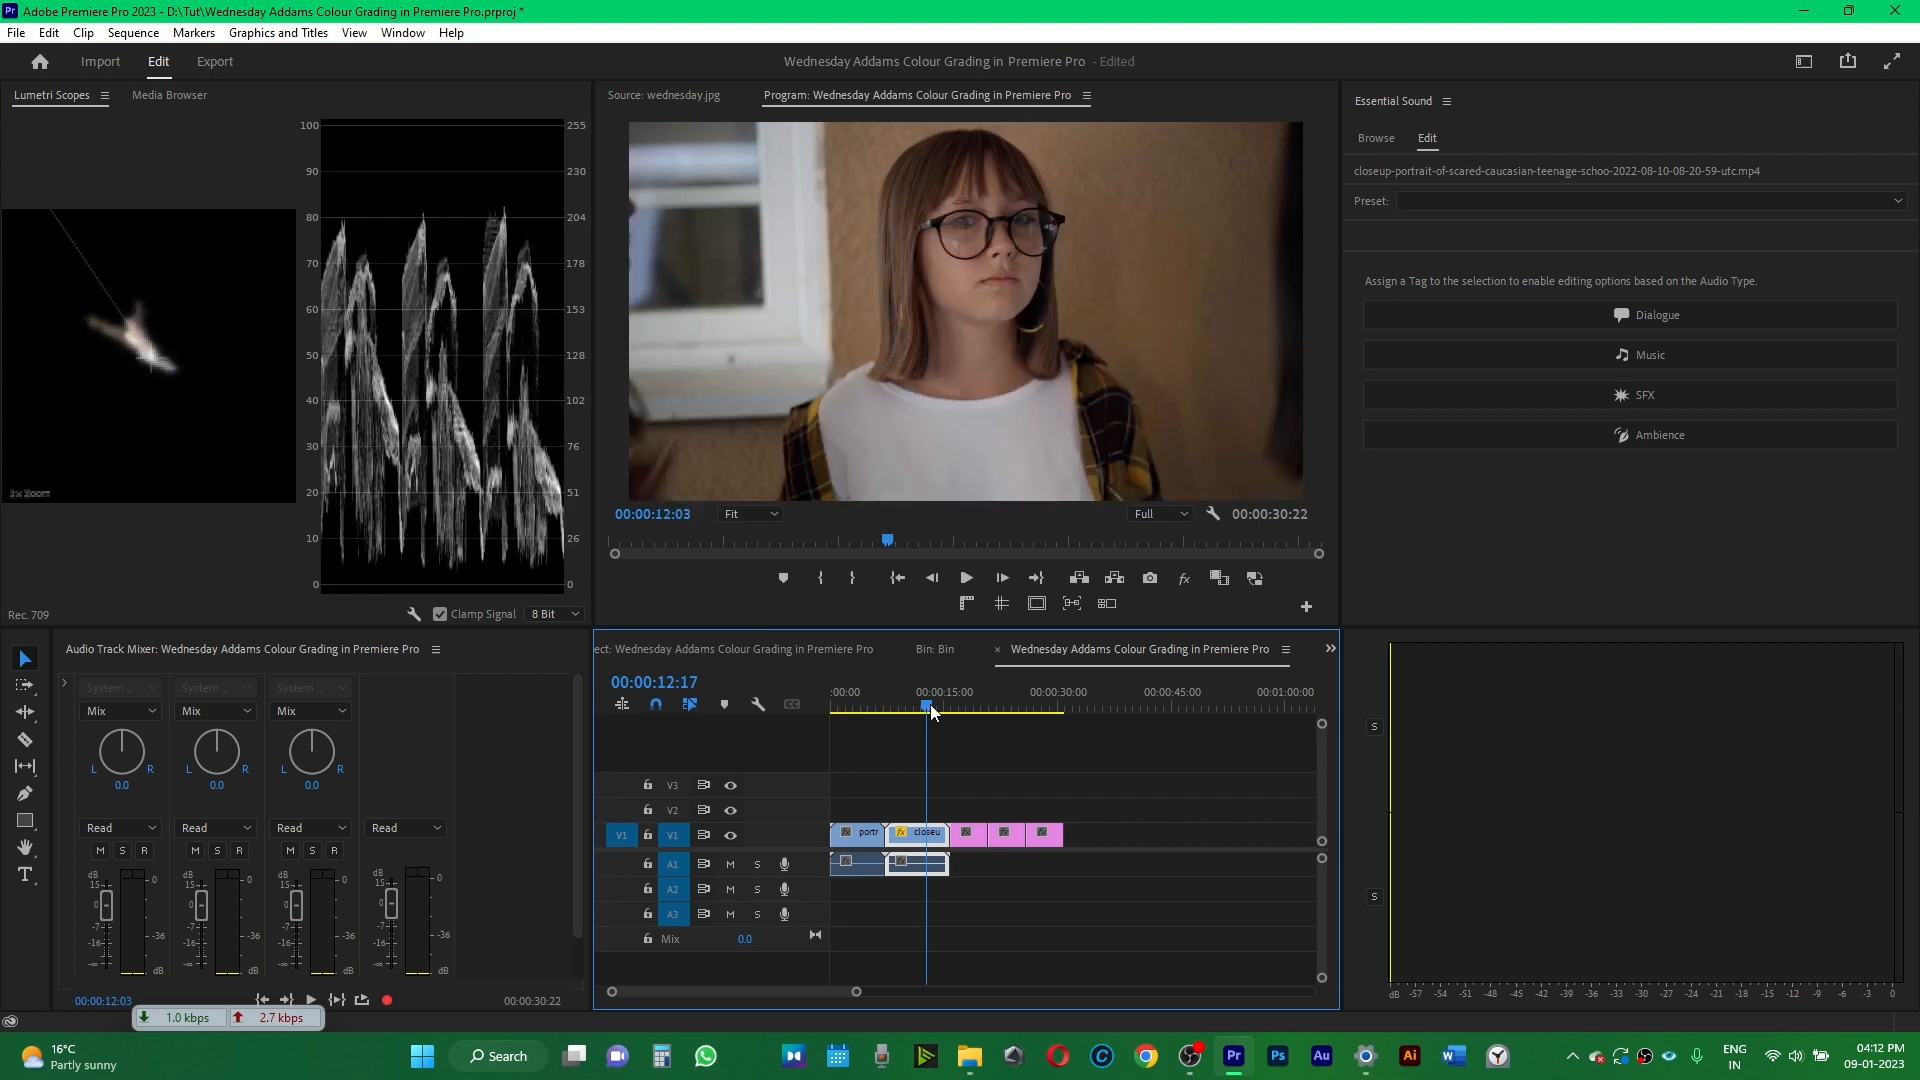 Pr Adobe Premiere Pro 2023 - D:\Tut\Wednesday Addams Colour Grading in Premiere Pro.prproj *
File Edit Clip Sequence Markers Graphics and Titles View Window Help
Import Edit Export
Wednesday Addams Colour Grading in Premiere Pro - Edited
Lumetri Scopes Media Browser
100 255
90 230
80 204
70 178
60 153
50 128
40 102
30 76
20 51
10 26
0 0
Rec. 709
Clamp Signal 8 Bit
Source: wednesday.jpg
Program: Wednesday Addams Colour Grading in Premiere Pro
00:00:12:03 Fit Full 00:00:30:22
Essential Sound
Browse Edit
closeup-portrait-of-scared-caucasian-teenage-schoo-2022-08-10-08-20-59-utc.mp4
Preset:
Assign a Tag to the selection to enable editing options based on the Audio Type.
Dialogue
Music
SFX
Ambience
Audio Track Mixer: Wednesday Addams Colour Grading in Premiere Pro
System ... System ... System ...
Mix Mix Mix
L R L R L R
0.0 0.0 0.0
Read Read Read Read
M S R M S R M S R
dB dB dB dB
15 15 15 15
0 0 0 0 0 0 0 0
-7 -7 -7 -7
-36 -36 -36 -36
-16 -16 -16 -16
-∞ -∞ -∞ -∞
dB dB dB dB
00:00:12:03 00:00:30:22
1.0 kbps 2.7 kbps
ect: Wednesday Addams Colour Grading in Premiere Pro Bin: Bin × Wednesday Addams Colour Grading in Premiere Pro
00:00:12:17
:00:00 00:00:15:00 00:00:30:00 00:00:45:00 00:01:00:00
V3
V2
V1 V1 fx portr fx closeu fx fx fx
A1 M S fx fx
A2 M S
A3 M S
Mix 0.0
S
S
dB -57 -54 -51 -48 -45 -42 -39 -36 -33 -30 -27 -24 -21 -18 -15 -12 -9 -6 -3 0
16°C
Partly sunny
Search
Pr Ps Au Ai W
ENG
IN
04:12 PM
09-01-2023